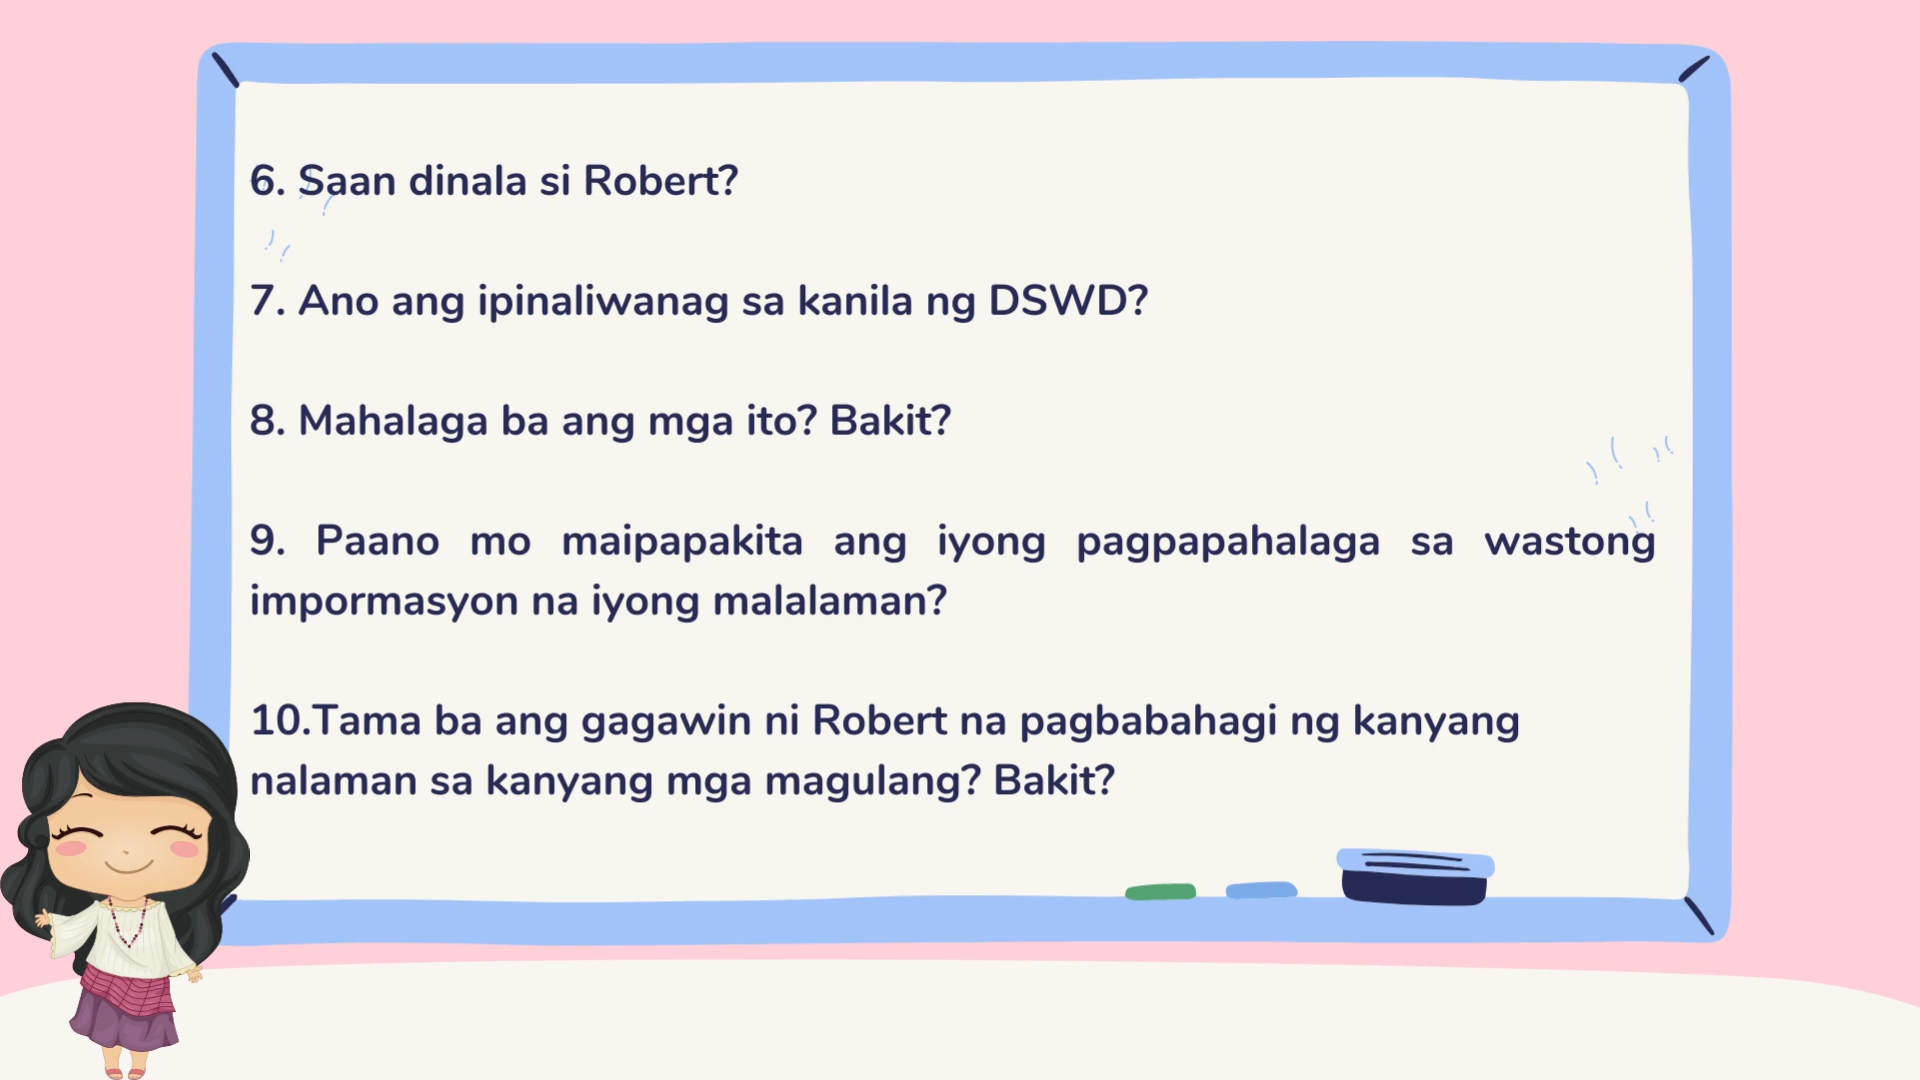 6. Saan dinala si Robert?
7. Ano ang ipinaliwanag sa kanila ng DSWD?
8. Mahalaga ba ang mga ito? Bakit?
9. Paano mo maipapakita ang iyong pagpapahalaga sa wastong
impormasyon na iyong malalaman?
10.Tama ba ang gagawin ni Robert na pagbabahagi ng kanyang
nalaman sa kanyang mga magulang? Bakit?